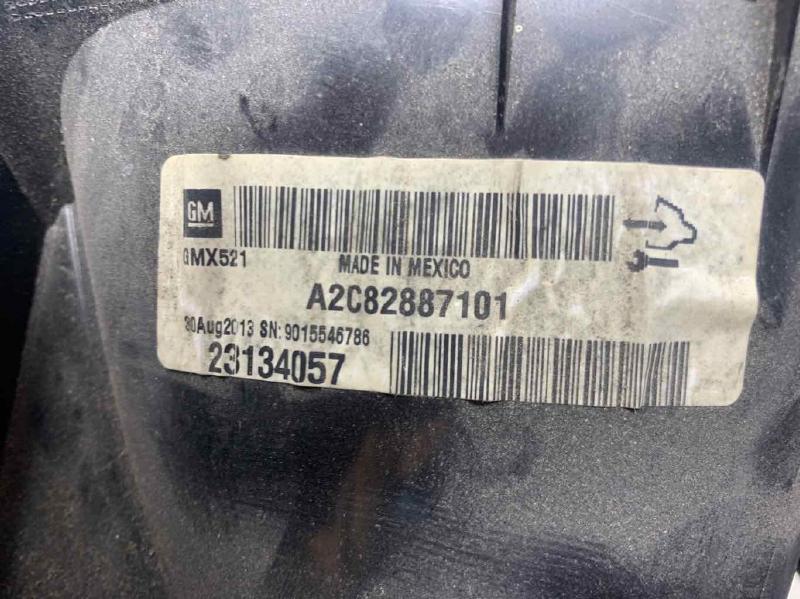 GM
GMX521
MADE IN MEXICO
A2C82887101
30Aug2013 SN:9015546786
23134057